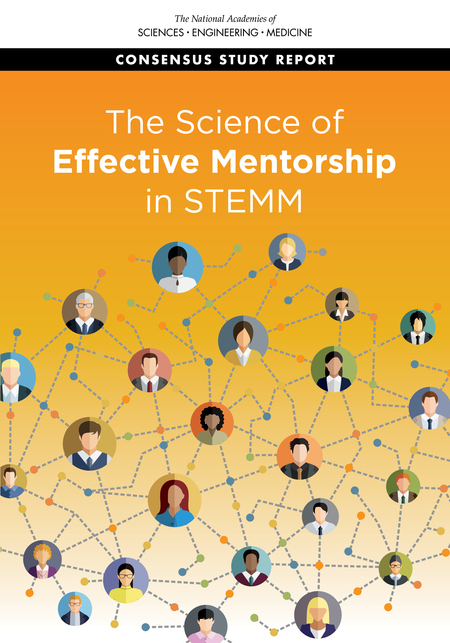 The National Academies of
SCIENCES • ENGINEERING • MEDICINE
CONSENSUS STUDY REPORT
The Science of
Effective Mentorship
in STEMM